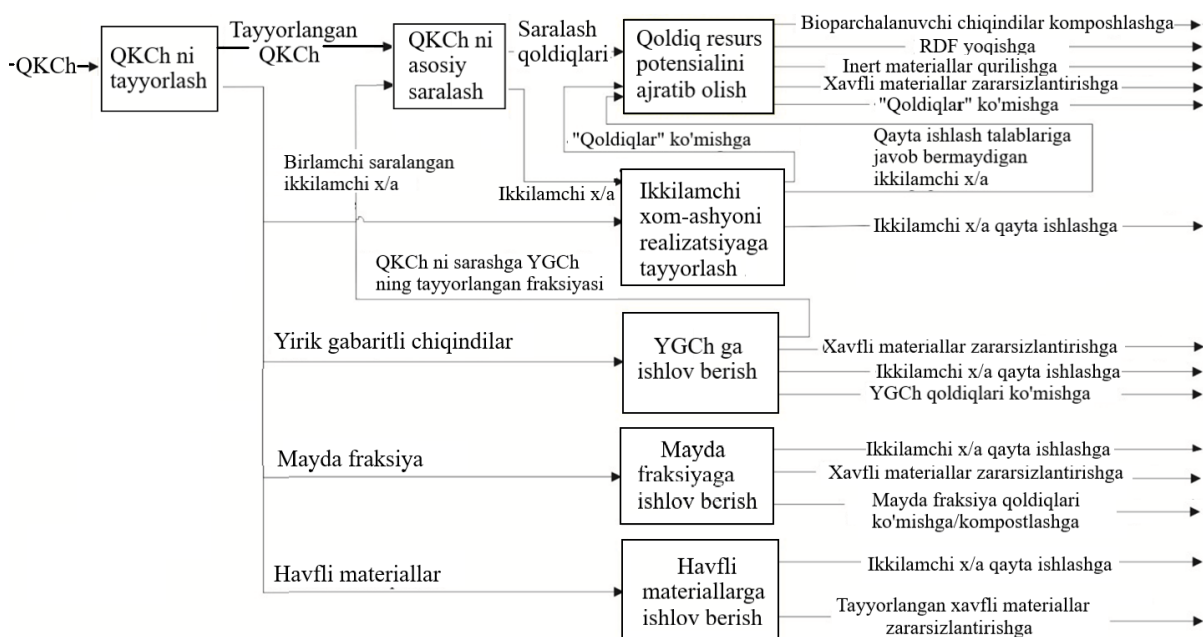 QKCh
QKCh ni
tayyorlash
Tayyorlangan
QKCh
QKCh ni
asosiy
saralash
Saralash
qoldiqlari
Qoldiq resurs
potensialini
ajratib olish
Bioparchalanuvchi chiqindilar komposhlashga
RDF yoqishga
Inert materiallar qurilishga
Xavfli materiallar zararsizlantirishga
"Qoldiqlar" ko'mishga
"Qoldiqlar" ko'mishga
Qayta ishlash talablariga
javob bermaydigan
ikkilamchi x/a
Birlamchi saralangan
ikkilamchi x/a
Ikkilamchi x/a
Ikkilamchi
xom-ashyoni
realizatsiyaga
tayyorlash
Ikkilamchi x/a qayta ishlashga
QKCh ni sarashga YGCh
ning tayyorlangan fraksiyasi
Yirik gabaritli chiqindilar
YGCh ga
ishlov berish
Xavfli materiallar zararsizlantirishga
Ikkilamchi x/a qayta ishlashga
YGCh qoldiqlari ko'mishga
Mayda fraksiya
Mayda
fraksiyaga
ishlov berish
Ikkilamchi x/a qayta ishlashga
Xavfli materiallar zararsizlantirishga
Mayda fraksiya qoldiqlari
ko'mishga/kompostlashga
Havfli materiallar
Havfli
materiallarga
ishlov berish
Ikkilamchi x/a qayta ishlashga
Tayyorlangan xavfli materiallar
zararsizlantirishga